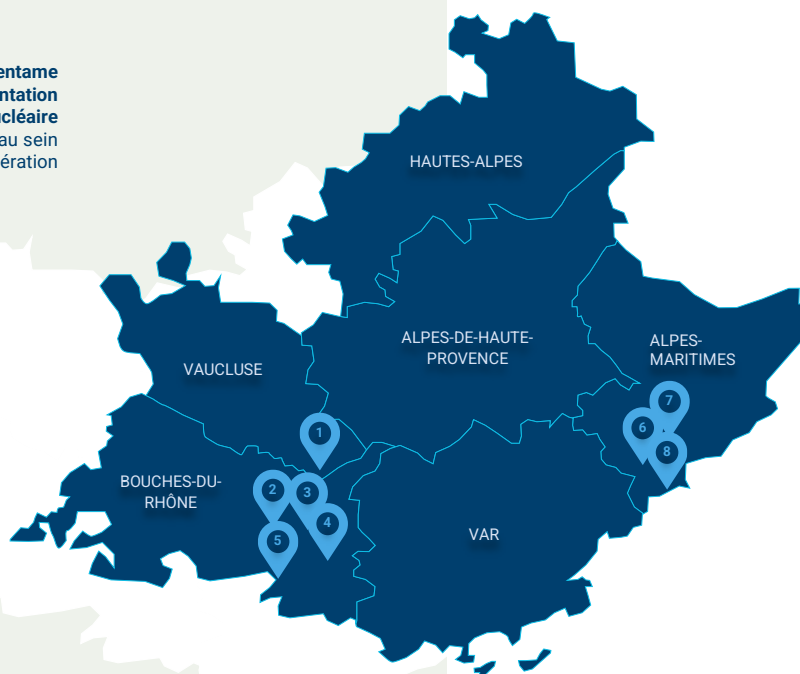 entame
ntation
cléaire
au sein
ération
HAUTES-ALPES
ALPES-DE-HAUTE-
PROVENCE
ALPES-
MARITIMES
VAUCLUSE
7
6
1
8
BOUCHES-DU-
RHÔNE
2
3
4
5
VAR